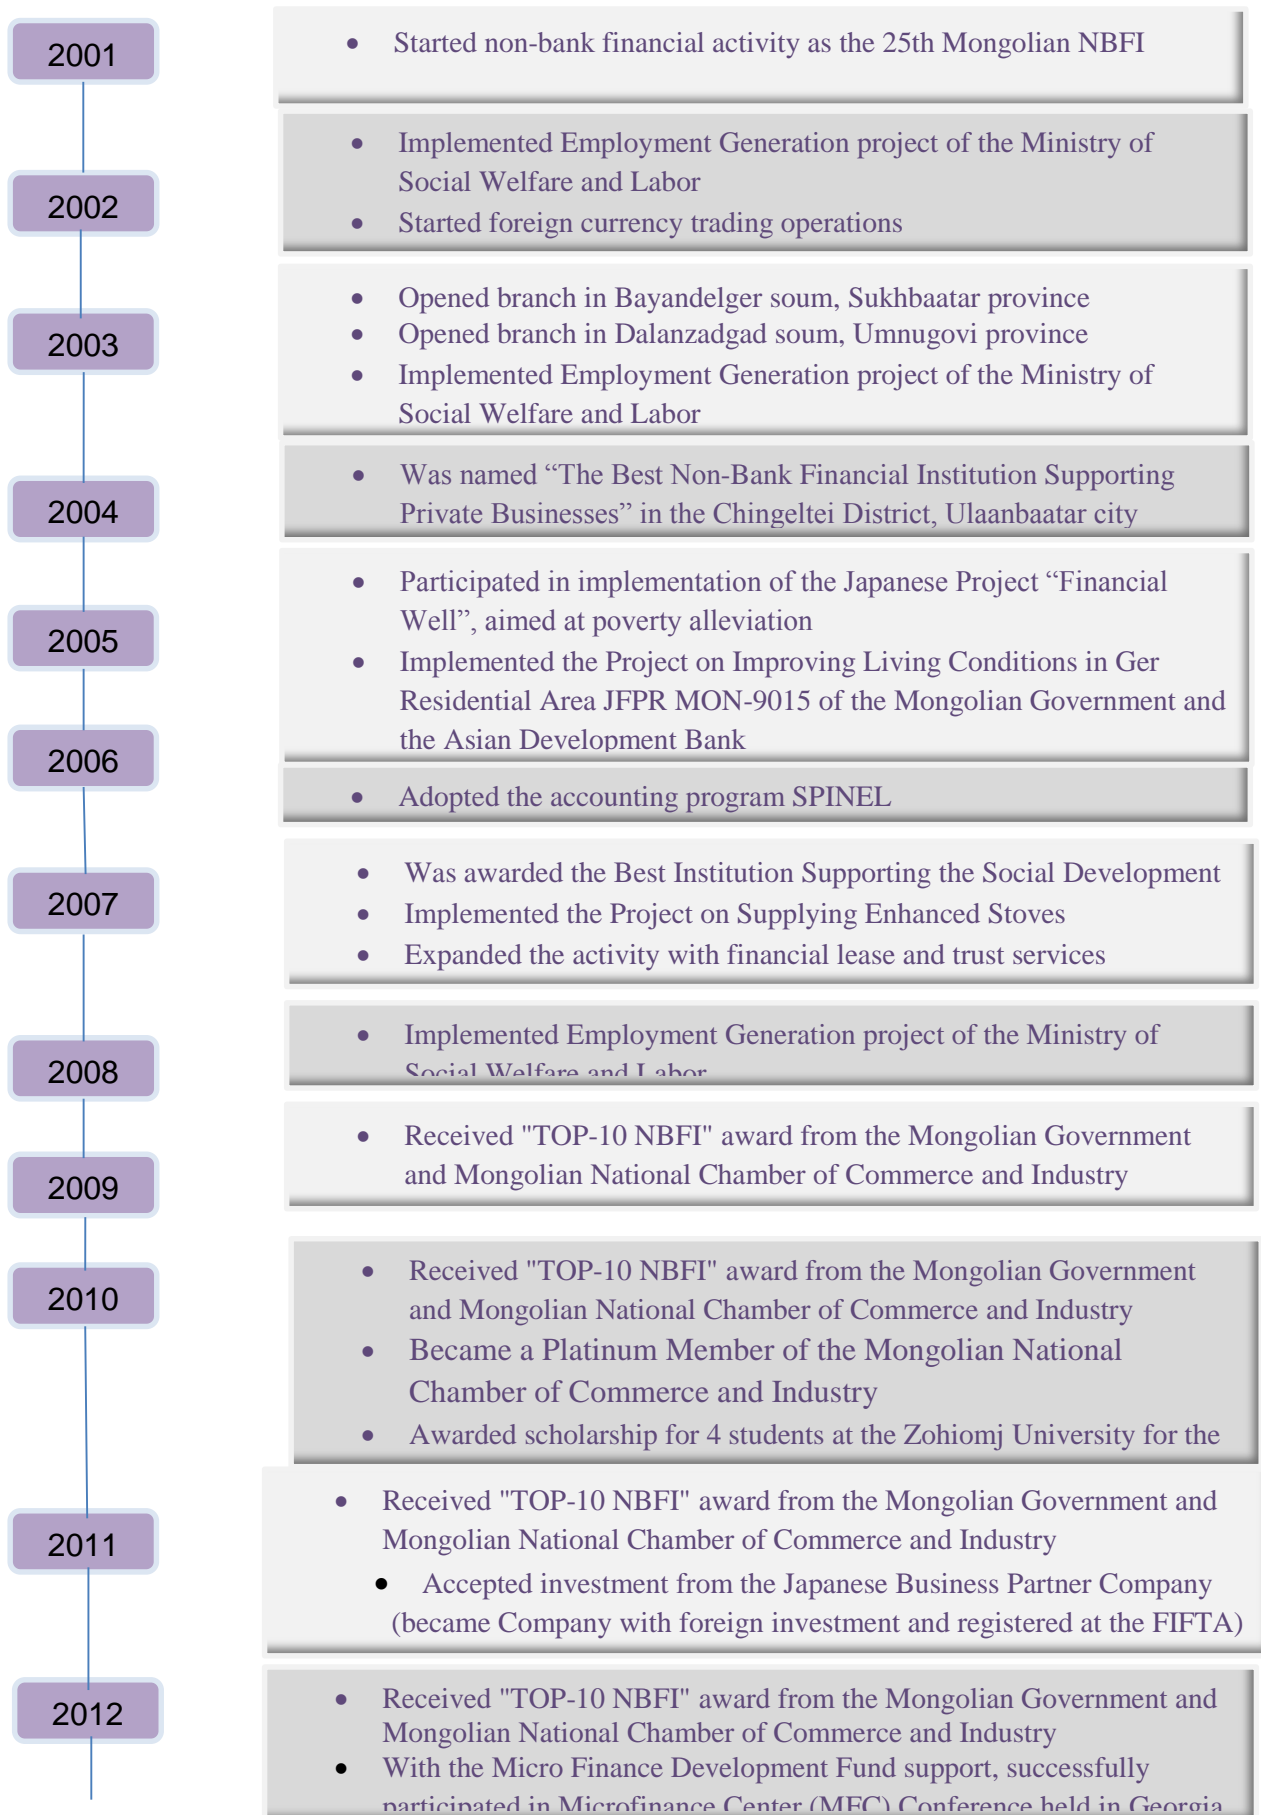 2001
• Started non-bank financial activity as the 25th Mongolian NBFI
2002
• Implemented Employment Generation project of the Ministry of
Social Welfare and Labor
• Started foreign currency trading operations
2003
• Opened branch in Bayandelger soum, Sukhbaatar province
• Opened branch in Dalanzadgad soum, Umnugovi province
• Implemented Employment Generation project of the Ministry of
Social Welfare and Labor
2004
• Was named “The Best Non-Bank Financial Institution Supporting
Private Businesses” in the Chingeltei District, Ulaanbaatar city
2005
• Participated in implementation of the Japanese Project “Financial
Well”, aimed at poverty alleviation
• Implemented the Project on Improving Living Conditions in Ger
Residential Area JFPR MON-9015 of the Mongolian Government and
the Asian Development Bank
2006
• Adopted the accounting program SPINEL
2007
• Was awarded the Best Institution Supporting the Social Development
• Implemented the Project on Supplying Enhanced Stoves
• Expanded the activity with financial lease and trust services
2008
• Implemented Employment Generation project of the Ministry of
Social Welfare and Labor
2009
• Received "TOP-10 NBFI" award from the Mongolian Government
and Mongolian National Chamber of Commerce and Industry
2010
• Received "TOP-10 NBFI" award from the Mongolian Government
and Mongolian National Chamber of Commerce and Industry
• Became a Platinum Member of the Mongolian National
Chamber of Commerce and Industry
• Awarded scholarship for 4 students at the Zohiomj University for the
2011
• Received "TOP-10 NBFI" award from the Mongolian Government and
Mongolian National Chamber of Commerce and Industry
• Accepted investment from the Japanese Business Partner Company
(became Company with foreign investment and registered at the FIFTA)
2012
• Received "TOP-10 NBFI" award from the Mongolian Government and
Mongolian National Chamber of Commerce and Industry
• With the Micro Finance Development Fund support, successfully
participated in Microfinance Center (MFC) Conference held in Georgia